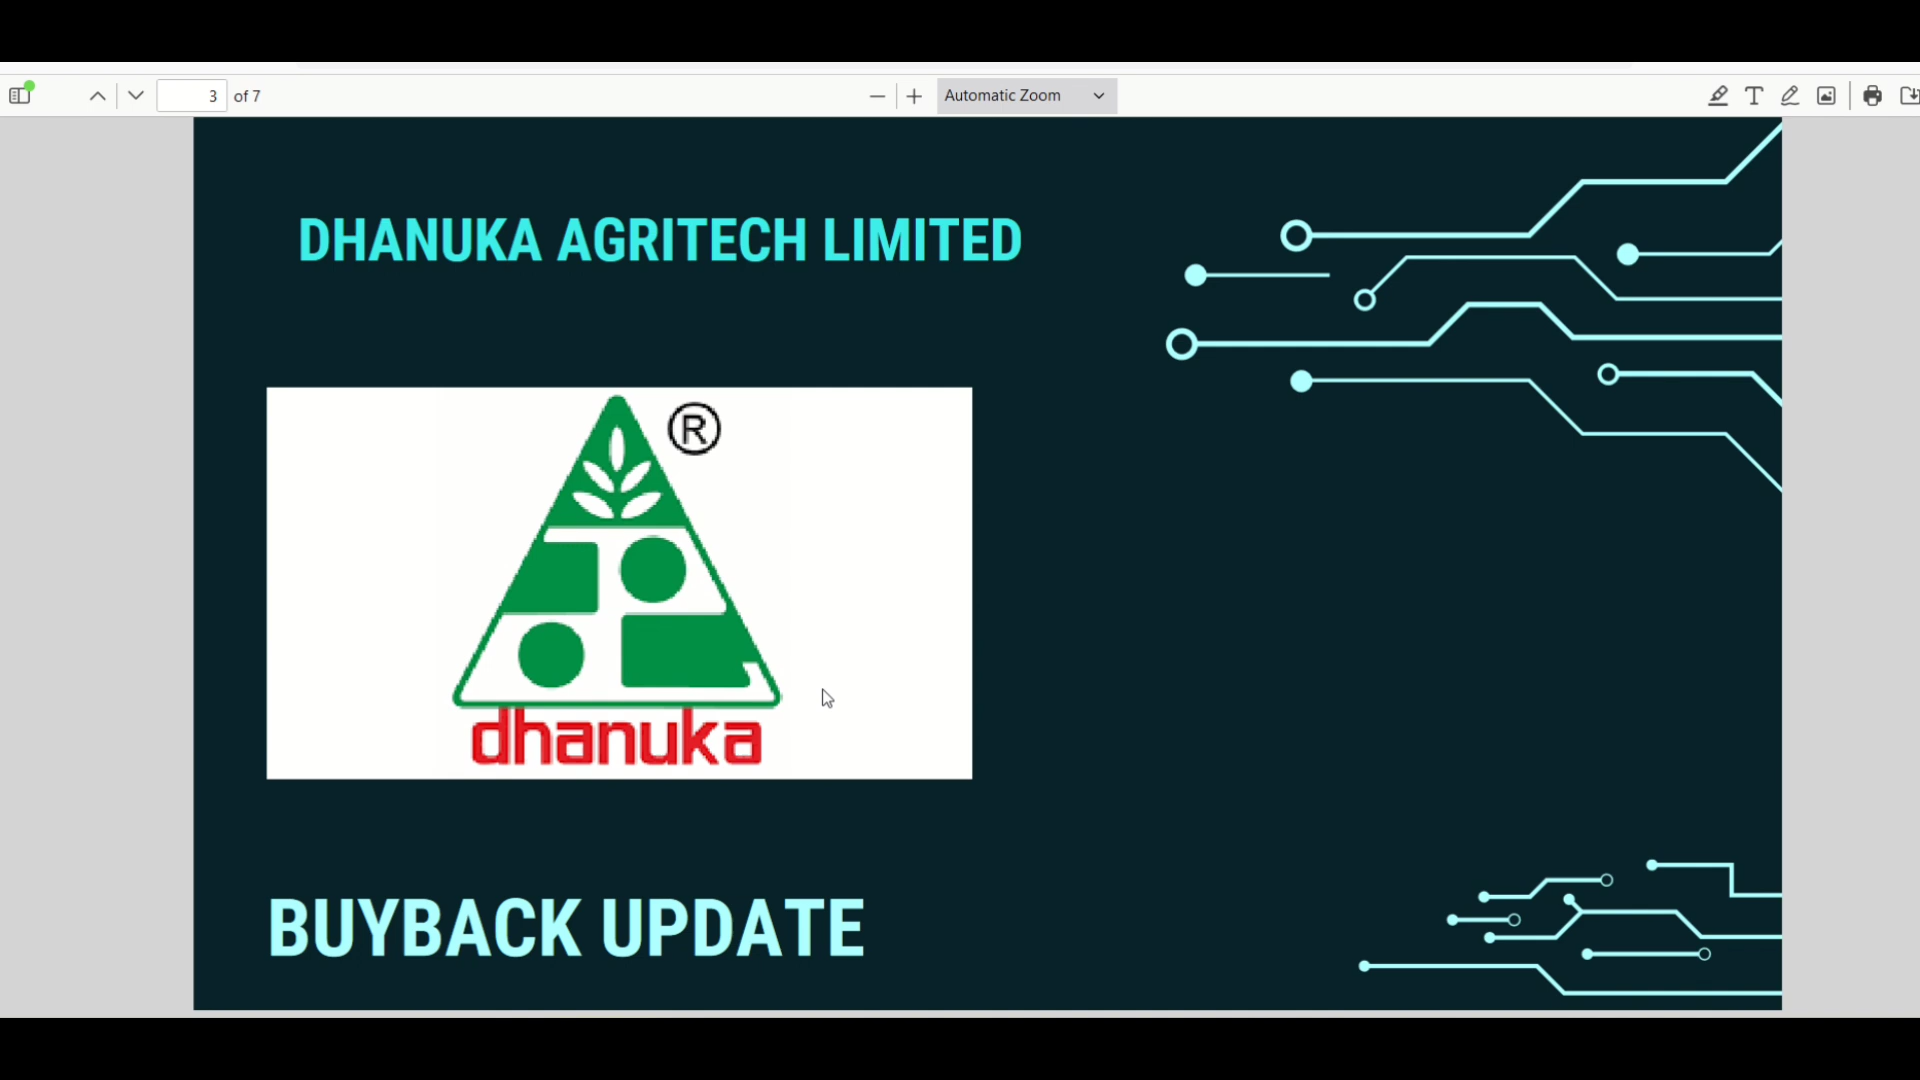 3 of 7 Automatic Zoom
DHANUKA AGRITECH LIMITED
®
dhanuka
BUYBACK UPDATE